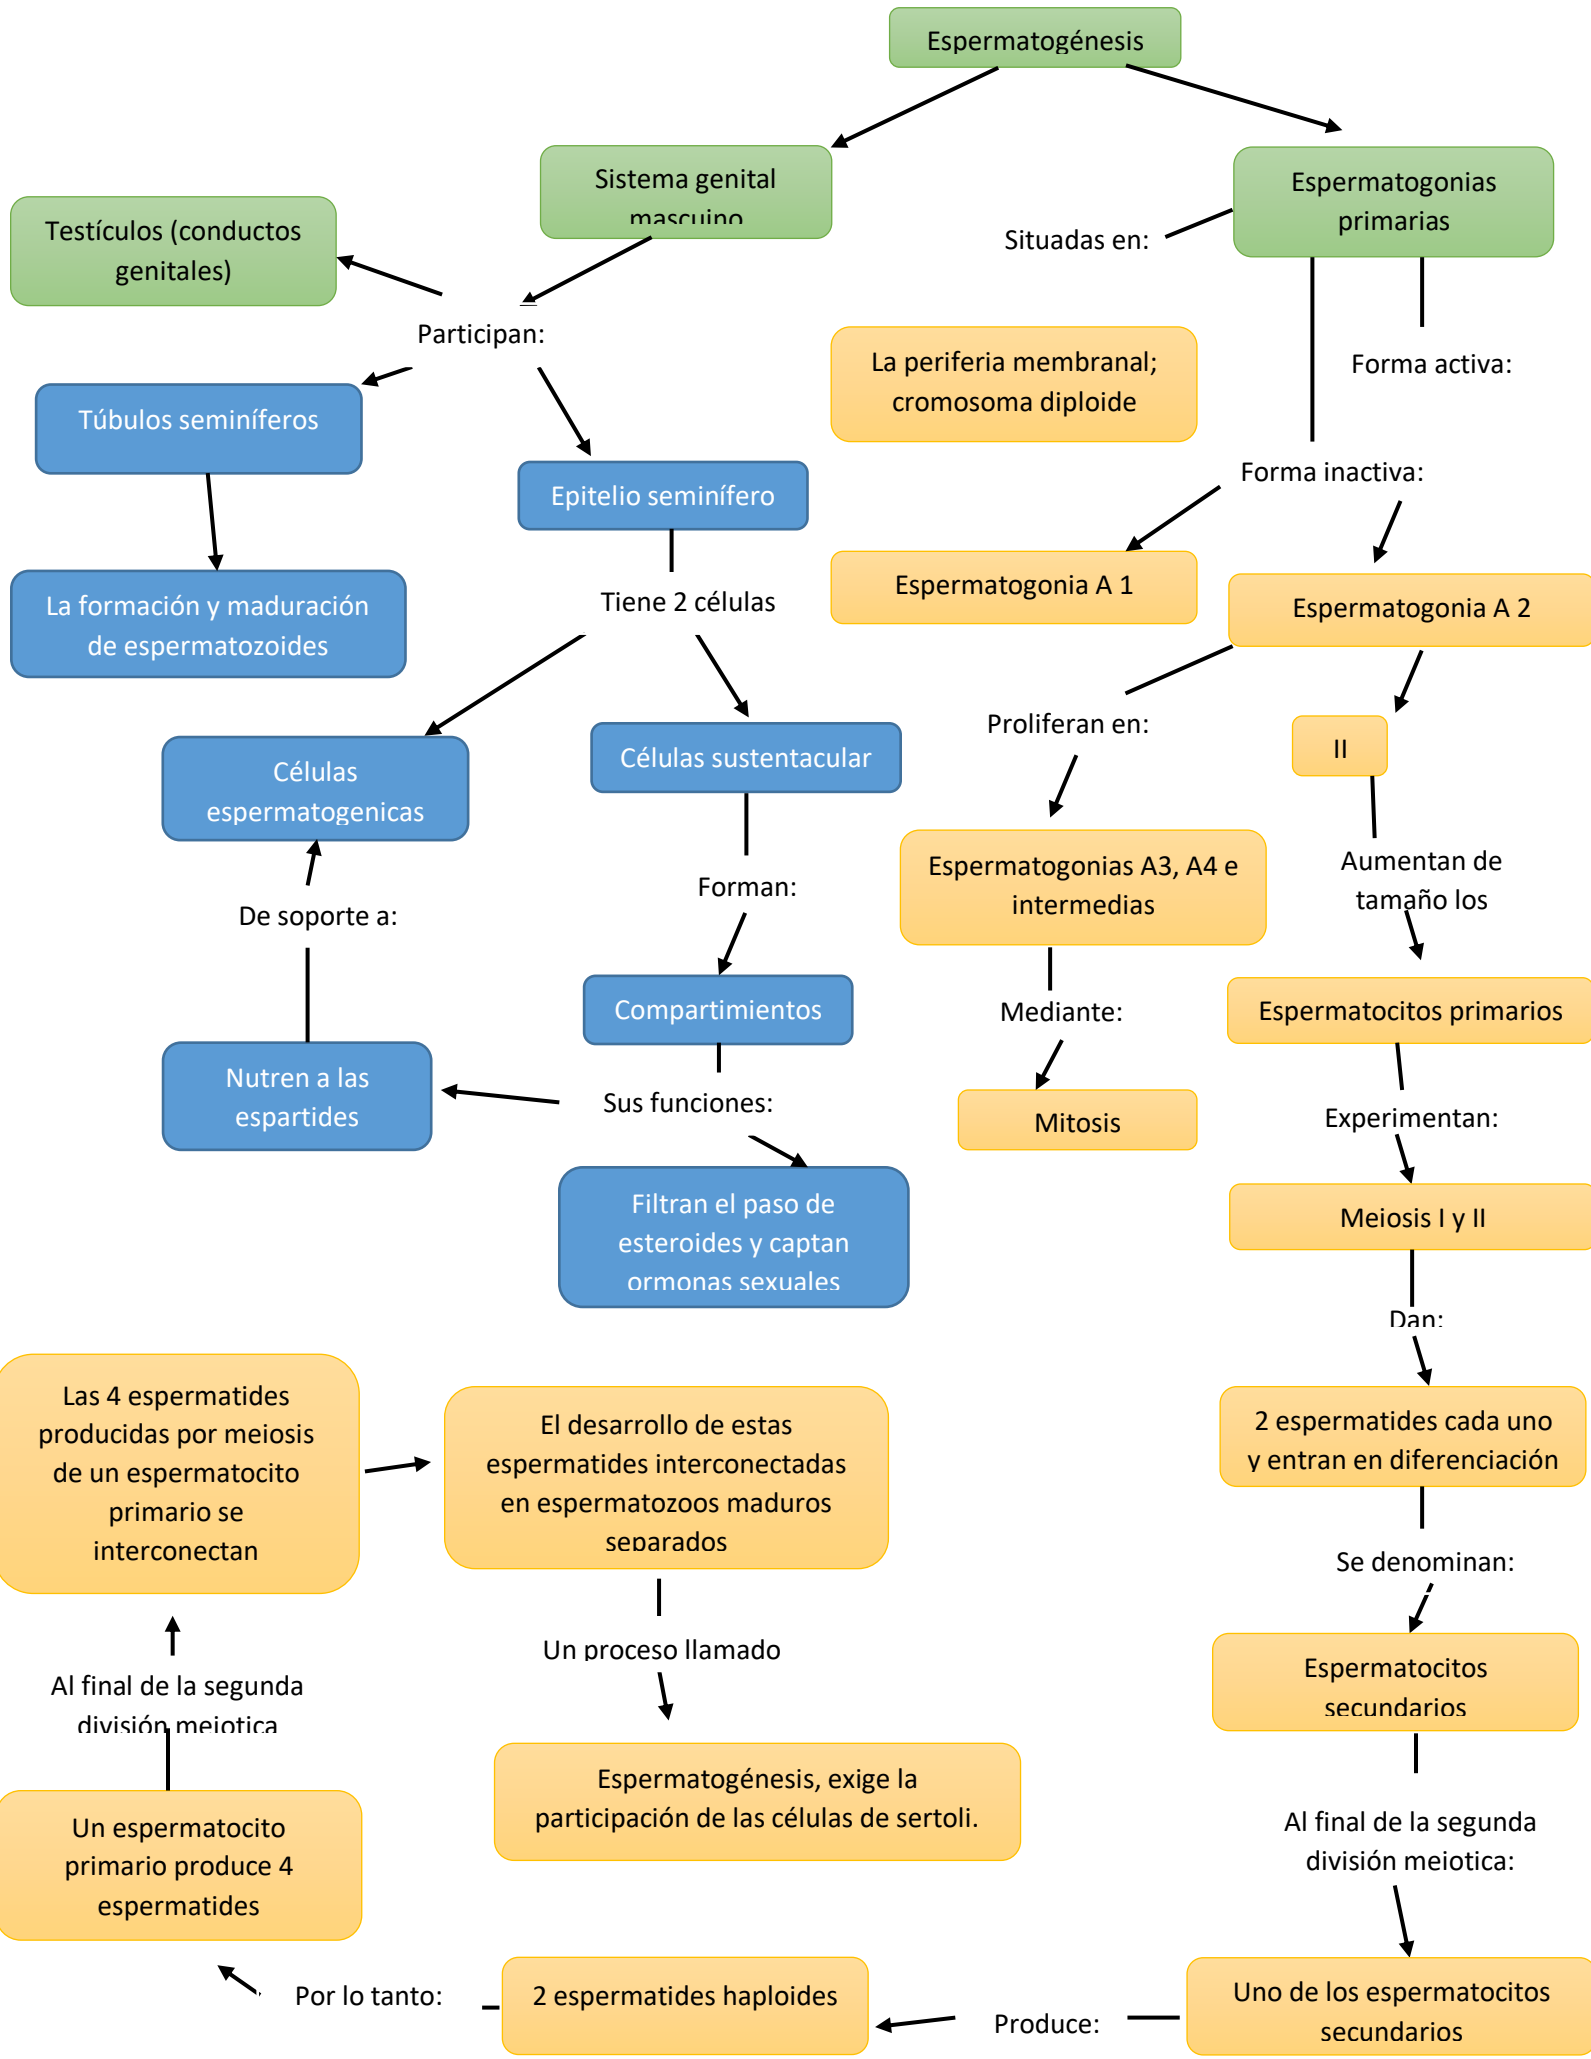 Espermatogénesis
Sistema genital
mascuino
Espermatogonias
primarias
Testículos (conductos
genitales)
Situadas en:
Participan:
La periferia membranal;
cromosoma diploide
Forma activa:
Túbulos seminíferos
Epitelio seminífero
Forma inactiva:
La formación y maduración
de espermatozoides
Tiene 2 células
Espermatogonia A 1
Espermatogonia A 2
Células
espermatogenicas
Células sustentacular
Proliferan en:
II
Espermatogonias A3, A4 e
intermedias
Aumentan de
tamaño los
De soporte a:
Forman:
Compartimientos
Mediante:
Espermatocitos primarios
Nutren a las
espartides
Sus funciones:
Mitosis
Experimentan:
Filtran el paso de
esteroides y captan
ormonas sexuales
Meiosis I y II
Dan:
Las 4 espermatides
producidas por meiosis
de un espermatocito
primario se
interconectan
El desarrollo de estas
espermatides interconectadas
en espermatozoos maduros
separados
2 espermatides cada uno
y entran en diferenciación
Se denominan:
Un proceso llamado
Al final de la segunda
división meiotica
Espermatocitos
secundarios
Espermatogénesis, exige la
participación de las células de sertoli.
Un espermatocito
primario produce 4
espermatides
Al final de la segunda
división meiotica:
Por lo tanto:
2 espermatides haploides
Produce:
Uno de los espermatocitos
secundarios